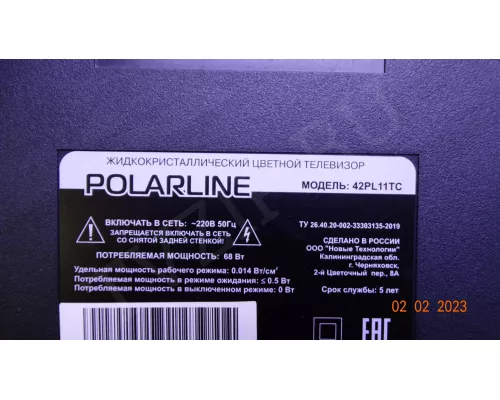 ЖИДКОКРИСТАЛЛИЧЕСКИЙ ЦВЕТНОЙ ТЕЛЕВИЗОР
POLARLINE
МОДЕЛЬ: 42PL11TC
ВКЛЮЧАТЬ В СЕТЬ: ~220В 50Гц
ЗАПРЕЩАЕТСЯ ВКЛЮЧАТЬ
СО СНЯТОЙ ЗАДНЕЙ СТЕНКОЙ!
ПОТРЕБЛЯЕМАЯ МОЩНОСТЬ: 68 Вт
Удельная мощность рабочего режима: 0.014 Вт/см²
Потребляемая мощность в режиме ожидания: ≤ 0.5 Вт
Потребляемая мощность в выключенном режиме: 0 Вт
ТУ 26.40.20-002-33303135-2019
СДЕЛАНО В РОССИИ
ООО "Новые Технологии"
Калининградская обл.
г. Черняховск,
2-й Цветочный пер., 8А
Срок службы: 5 лет
EAC
02 02 2023